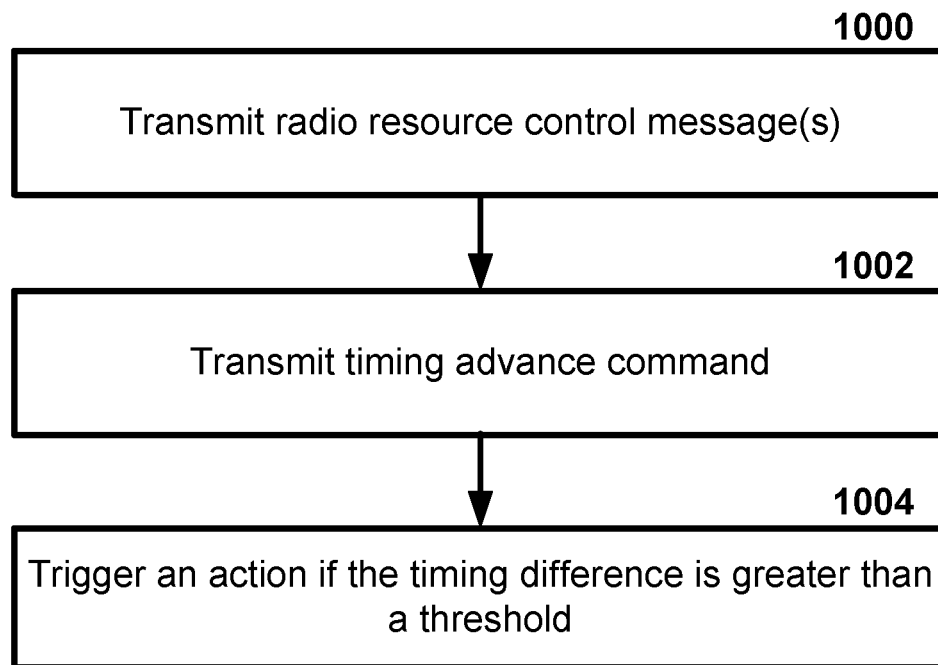 1000
Transmit radio resource control message(s)
1002
Transmit timing advance command
1004
Trigger an action if the timing difference is greater than
a threshold